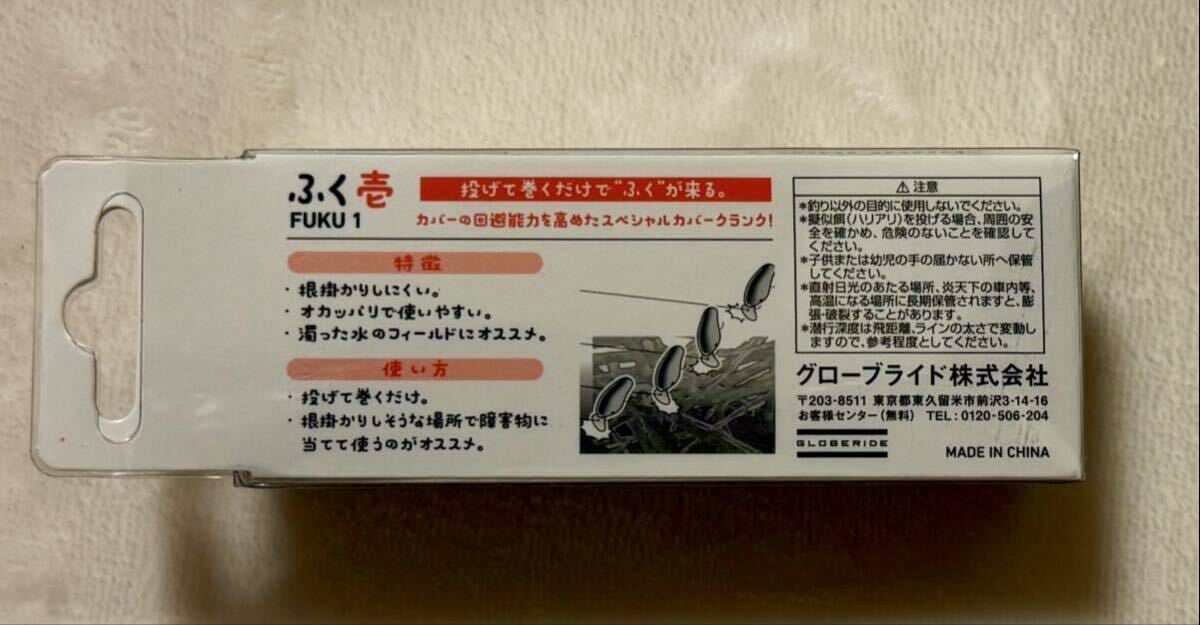 ふく壱
FUKU 1
投げて巻くだけで"ふく"が来る。
カバーの回避能力を高めたスペシャルカバークランク!
特徴
・根掛かりしにくい。
・オカッパリで使いやすい。
・濁った水のフィールドにオススメ。
使い方
・投げて巻くだけ。
・根掛かりしそうな場所で障害物に
当てて使うのがオススメ。
⚠注意
*釣り以外の目的に使用しないでください。
*擬似餌(ハリアリ)を投げる場合、周囲の安
全を確かめ、危険のないことを確認して
ください。
*子供または幼児の手の届かない所へ保管
してください。
*直射日光のあたる場所、炎天下の車内等、
高温になる場所に長期保管されますと、膨
張・破裂することがあります。
*潜行深度は飛距離、ラインの太さで変動し
ますので、参考程度としてください。
グローブライド株式会社
〒203-8511 東京都東久留米市前沢3-14-16
お客様センター(無料) TEL:0120-506-204
GLOBERIDE
MADE IN CHINA